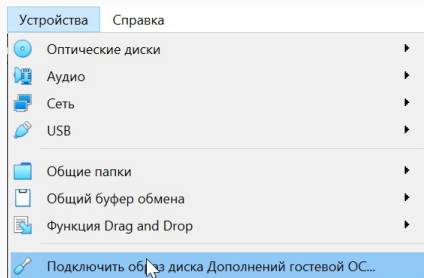 Устройства Справка
Оптические диски
Аудио
Сеть
USB
Общие папки
Общий буфер обмена
Функция Drag and Drop
Подключить образ диска Дополнений гостевой ОС...